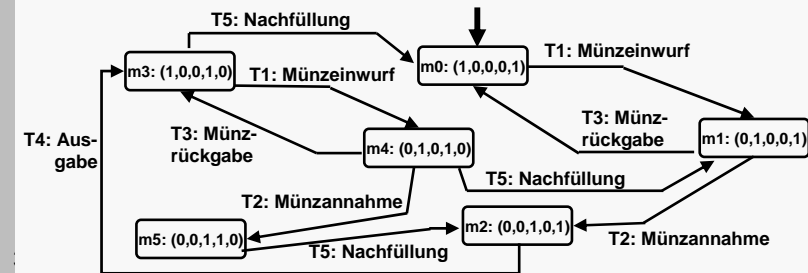 T5: Nachfüllung
m3: (1,0,0,1,0)
m0: (1,0,0,0,1)
T1: Münzeinwurf
T1: Münzeinwurf
T3: Münz-
rückgabe
T3: Münz-
rückgabe
T4: Aus-
gabe
m4: (0,1,0,1,0)
m1: (0,1,0,0,1)
T5: Nachfüllung
T2: Münzannahme
m5: (0,0,1,1,0)
m2: (0,0,1,0,1)
T2: Münzannahme
T5: Nachfüllung